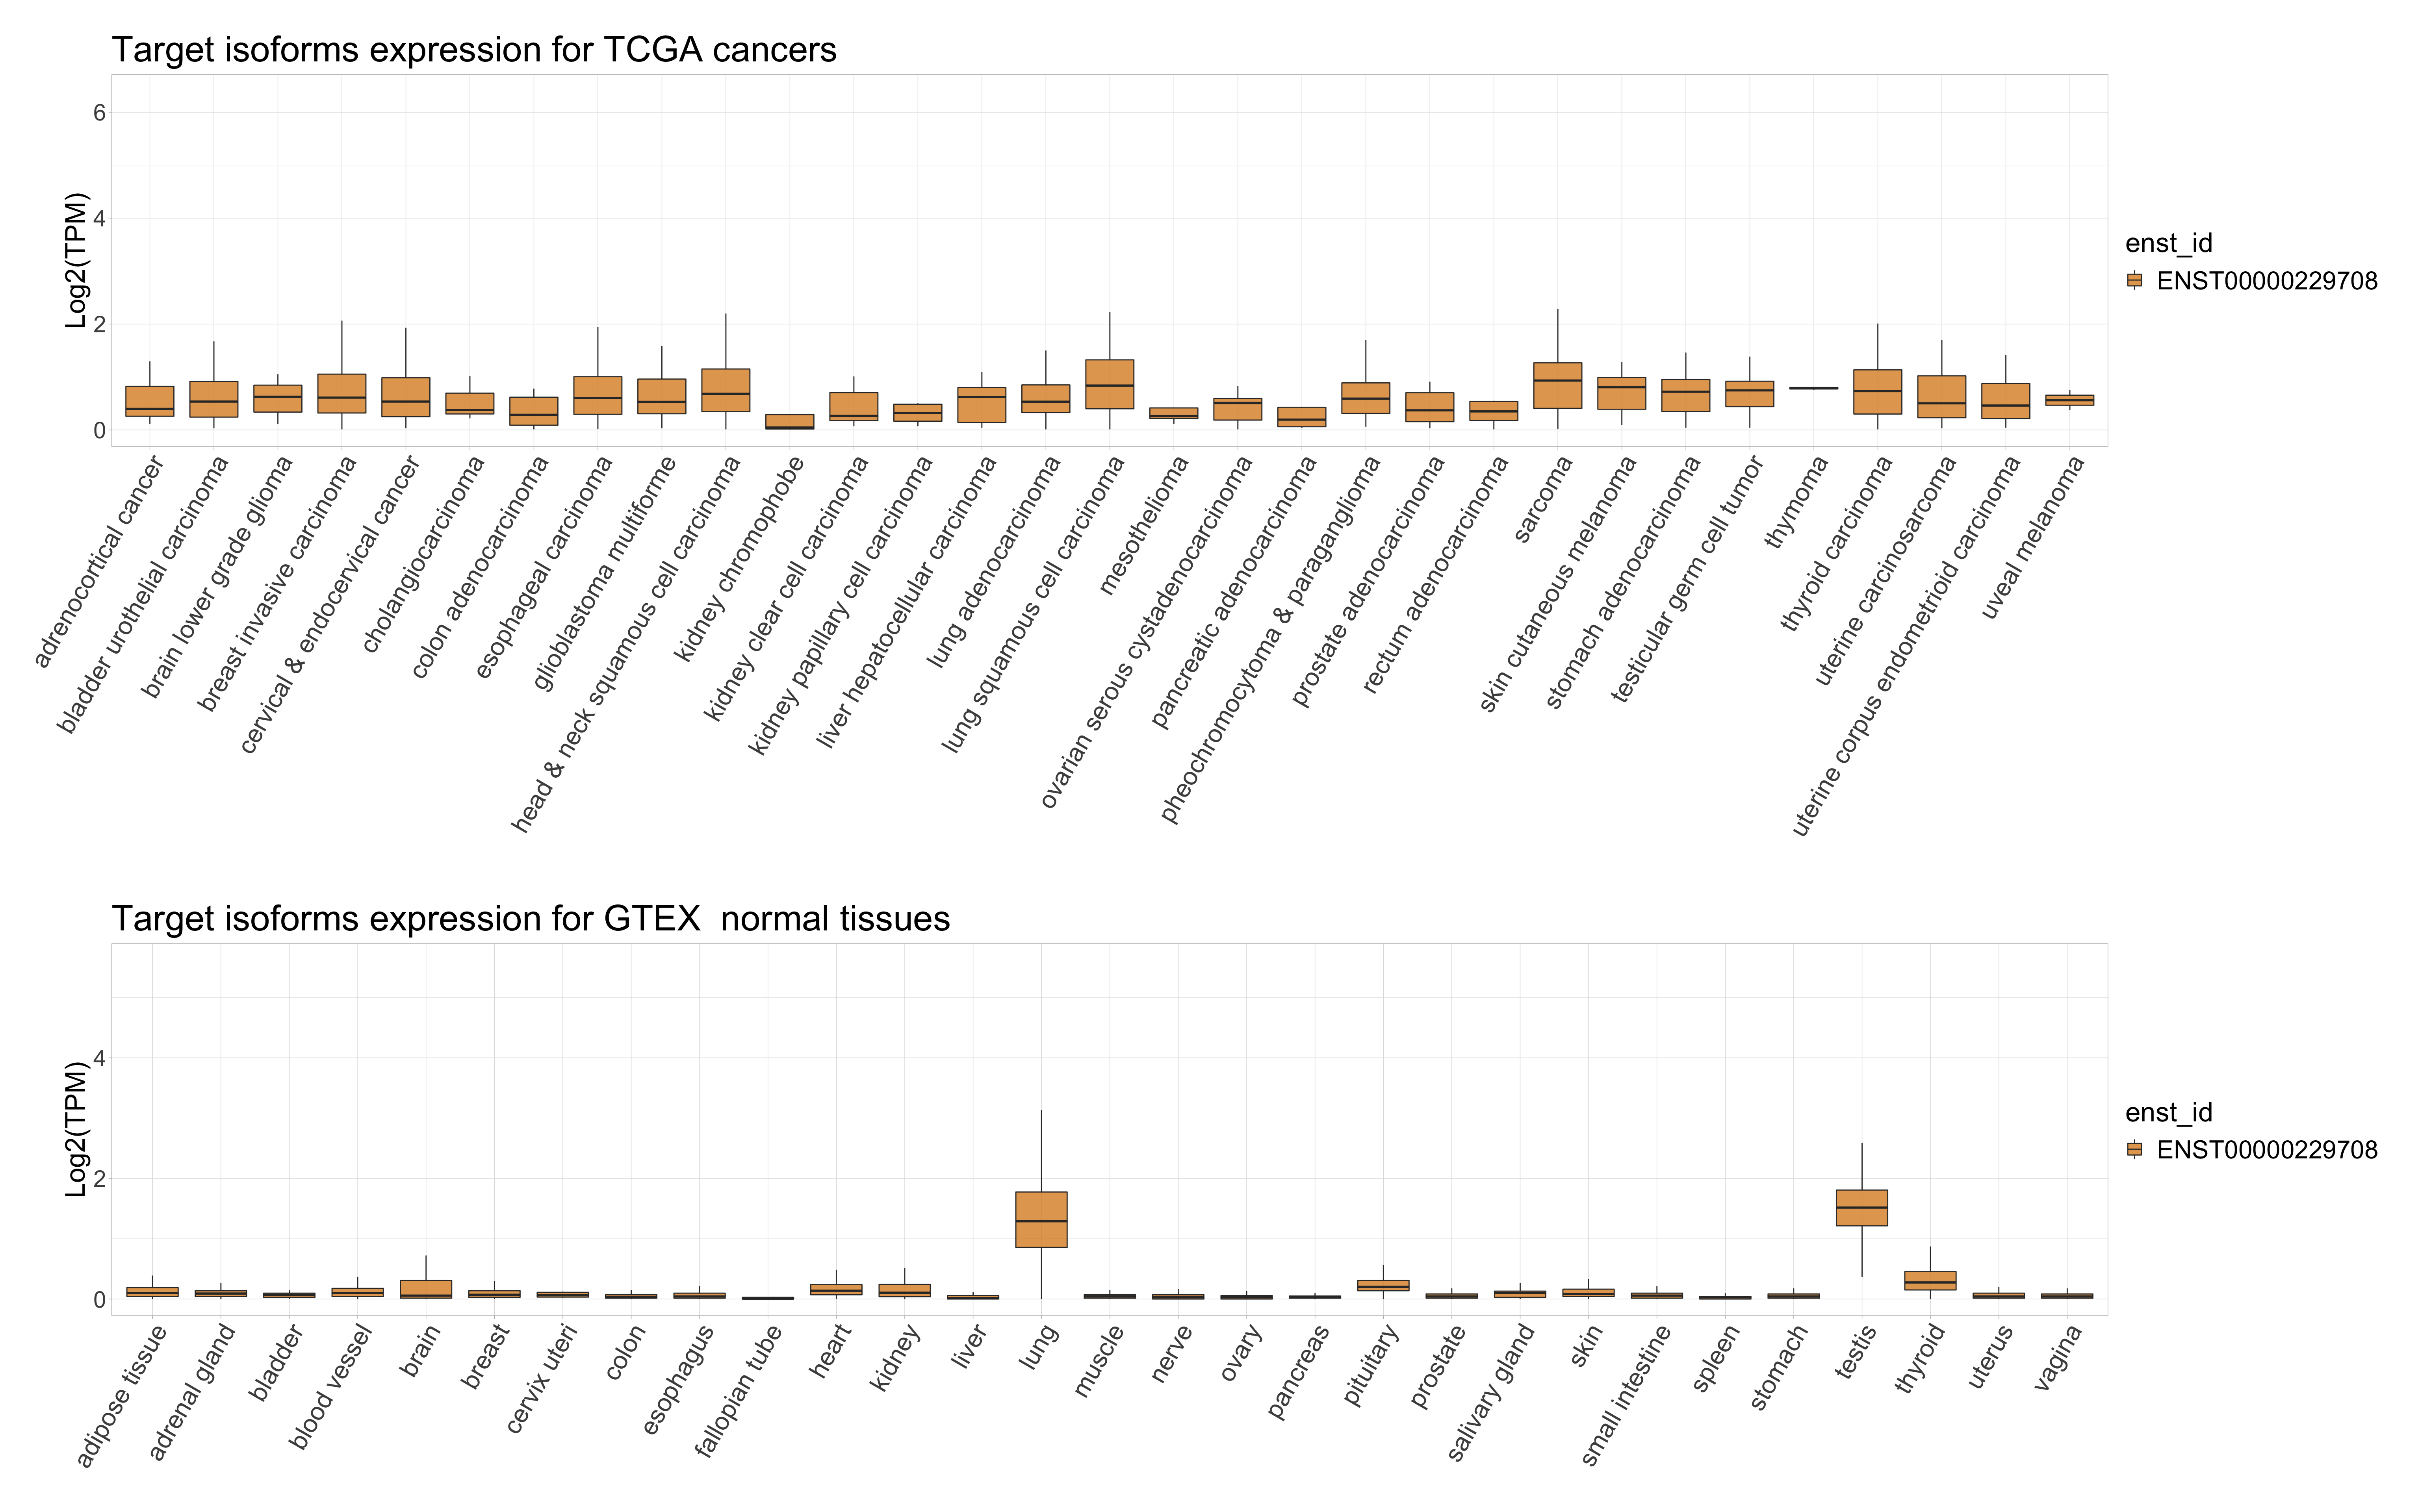 Target isoforms expression for TCGA cancers
Log2(TPM)
6
4
2
0
adrenocortical cancer
bladder urothelial carcinoma
brain lower grade glioma
breast invasive carcinoma
cervical & endocervical cancer
cholangiocarcinoma
colon adenocarcinoma
esophageal carcinoma
glioblastoma multiforme
head & neck squamous cell carcinoma
kidney chromophobe
kidney clear cell carcinoma
kidney papillary cell carcinoma
liver hepatocellular carcinoma
lung adenocarcinoma
lung squamous cell carcinoma
mesothelioma
ovarian serous cystadenocarcinoma
pancreatic adenocarcinoma
pheochromocytoma & paraganglioma
prostate adenocarcinoma
rectum adenocarcinoma
sarcoma
skin cutaneous melanoma
stomach adenocarcinoma
testicular germ cell tumor
thymoma
thyroid carcinoma
uterine carcinosarcoma
uterine corpus endometrioid carcinoma
uveal melanoma
enst_id
ENST00000229708
Target isoforms expression for GTEX  normal tissues
Log2(TPM)
4
2
0
adipose tissue
adrenal gland
bladder
blood vessel
brain
breast
cervix uteri
colon
esophagus
fallopian tube
heart
kidney
liver
lung
muscle
nerve
ovary
pancreas
pituitary
prostate
salivary gland
skin
small intestine
spleen
stomach
testis
thyroid
uterus
vagina
enst_id
ENST00000229708